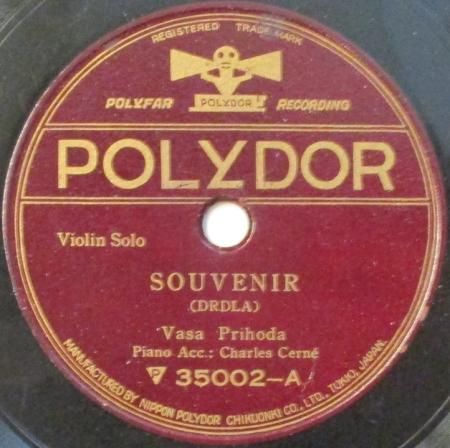 REGISTERED TRADE MARK
POLYFAR POLYDOR RECORDING
POLYDOR
Violin Solo
SOUVENIR
(DRDLA)
Vasa Prihoda
Piano Acc.: Charles Cerné
P 35002-A
MANUFACTURED BY NIPPON POLYDOR CHIKUONKI CO., LTD., TOKIO, JAPAN.